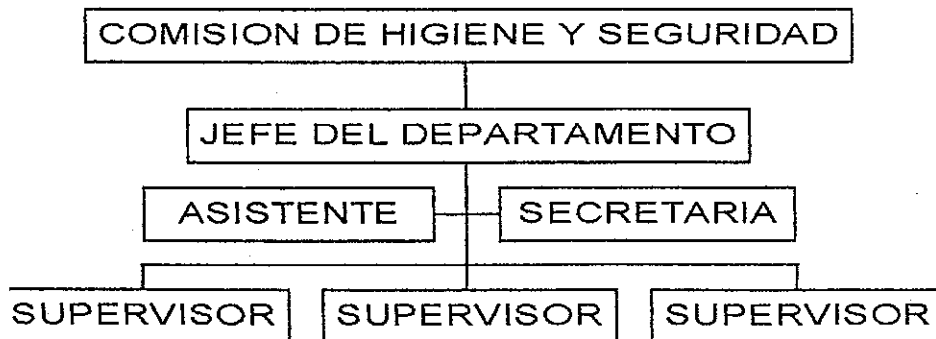 COMISION DE HIGIENE Y SEGURIDAD
JEFE DEL DEPARTAMENTO
ASISTENTE SECRETARIA
SUPERVISOR SUPERVISOR SUPERVISOR